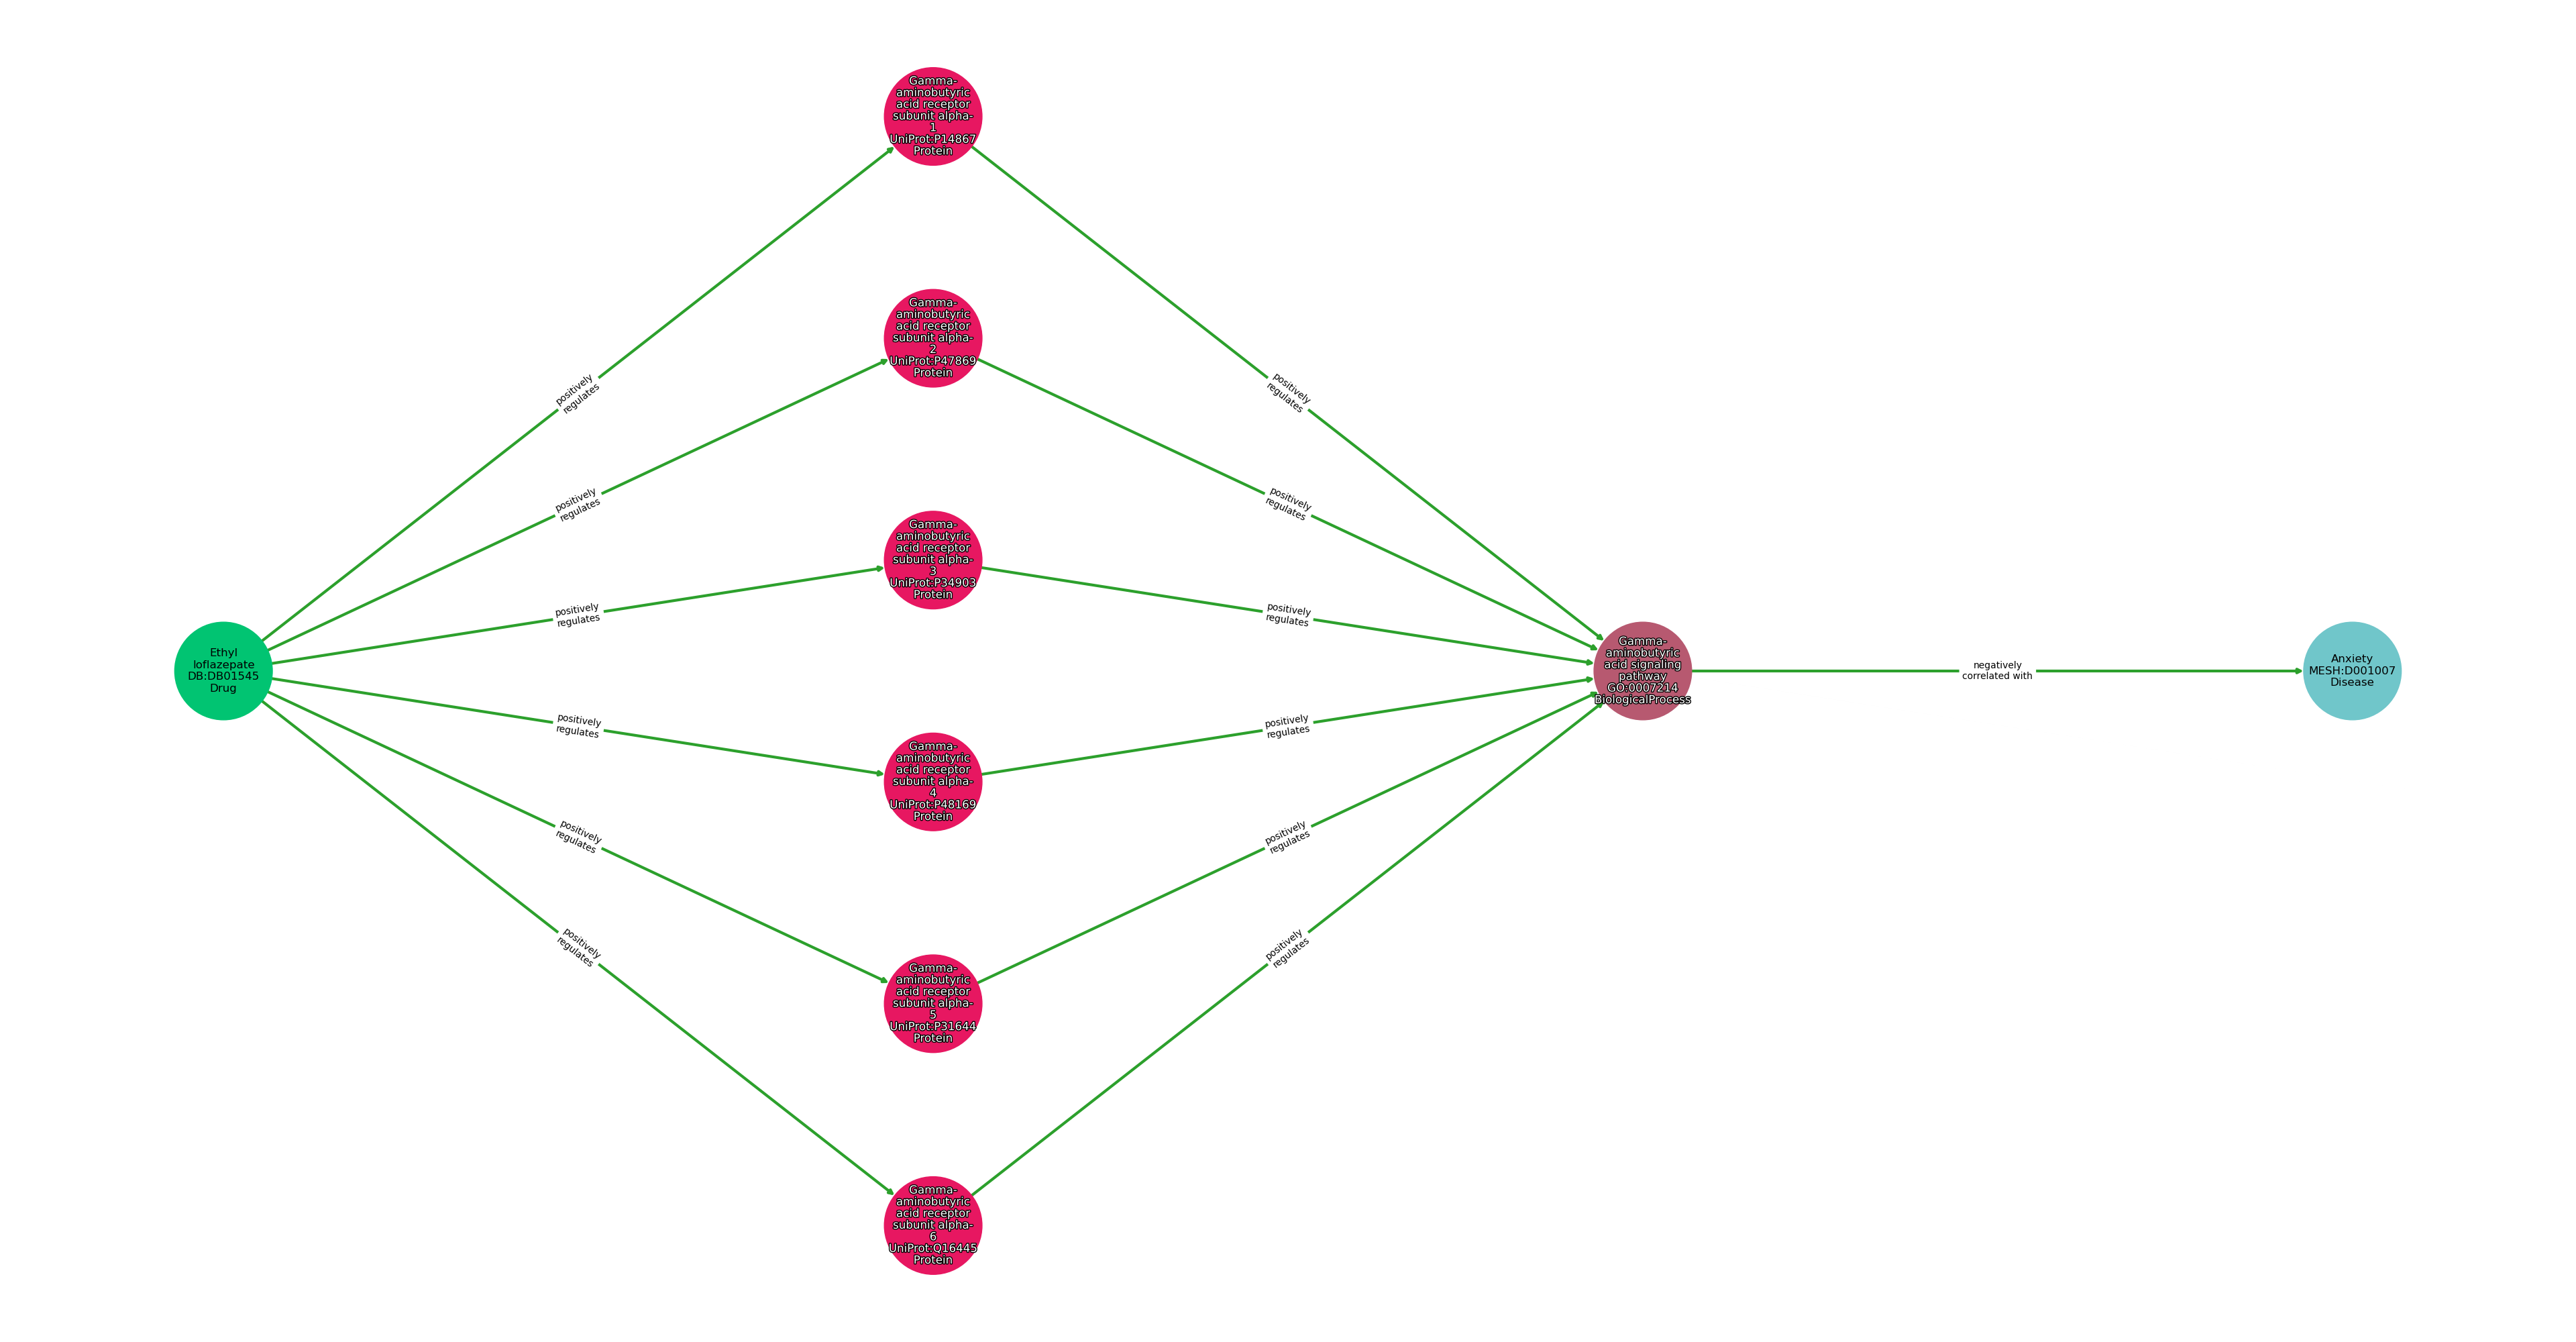 Gamma-
aminobutyric
acid receptor
subunit alpha-
1
UniProt:P14867
Protein
Gamma-
aminobutyric
acid receptor
subunit alpha-
2
UniProt:P47869
Protein
positively
regulates
positively
regulates
positively
regulates
positively
regulates
Gamma-
aminobutyric
acid receptor
subunit alpha-
3
UniProt:P34903
Protein
positively
regulates
positively
regulates
Ethyl
loflazepate
DB:DB01545
Drug
Gamma-
aminobutyric
acid signaling
pathway
GO:0007214
BiologicalProcess
negatively
correlated with
Anxiety
MESH:D001007
Disease
positively
regulates
positively
regulates
Gamma-
aminobutyric
acid receptor
subunit alpha-
4
UniProt:P48169
Protein
positively
regulates
positively
regulates
positively
regulates
positively
regulates
Gamma-
aminobutyric
acid receptor
subunit alpha-
5
UniProt:P31644
Protein
Gamma-
aminobutyric
acid receptor
subunit alpha-
6
UniProt:Q16445
Protein